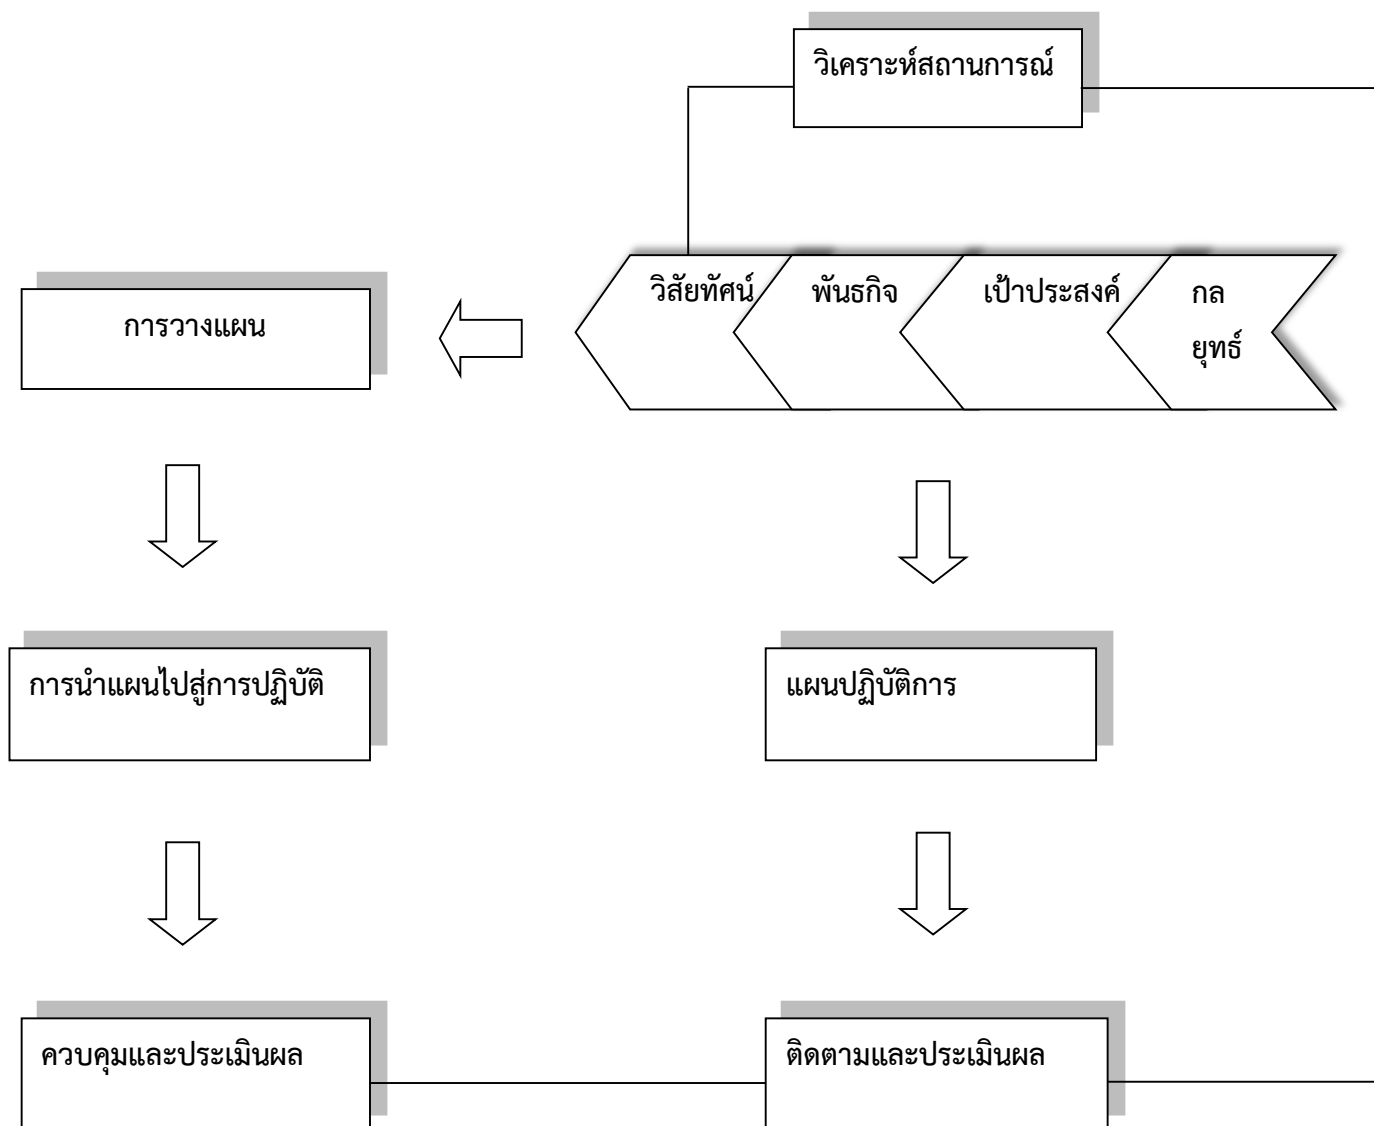 วิเคราะห์สถานการณ์
วิสัยทัศน์
พันธกิจ
เป้าประสงค์
กล
ยุทธ์
การวางแผน
การนำแผนไปสู่การปฏิบัติ
แผนปฏิบัติการ
ควบคุมและประเมินผล
ติดตามและประเมินผล